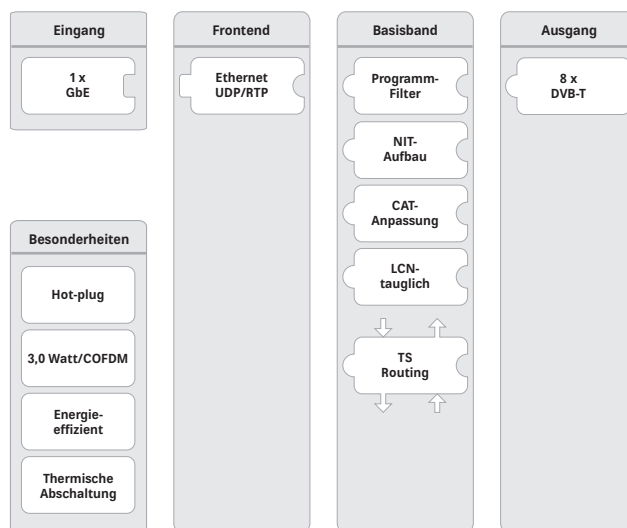 Eingang
1 x
GbE
Frontend
Ethernet
UDP/RTP
Basisband
Programm-
Filter
NIT-
Aufbau
CAT-
Anpassung
LCN-
tauglich
TS
Routing
Ausgang
8 x
DVB-T
Besonderheiten
Hot-plug
3,0 Watt/COFDM
Energie-
effizient
Thermische
Abschaltung